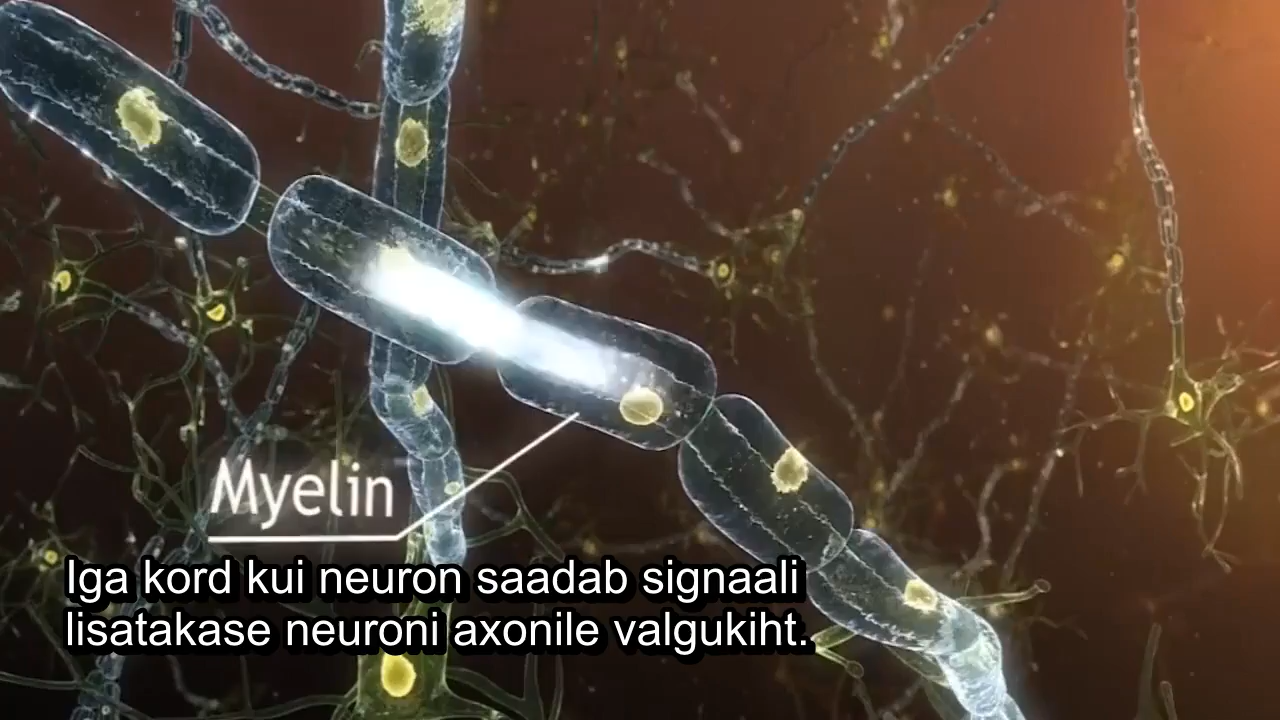 Myelin
Iga kord kui neuron saadab signaali
lisatakase neuroni axonile valgukiht.